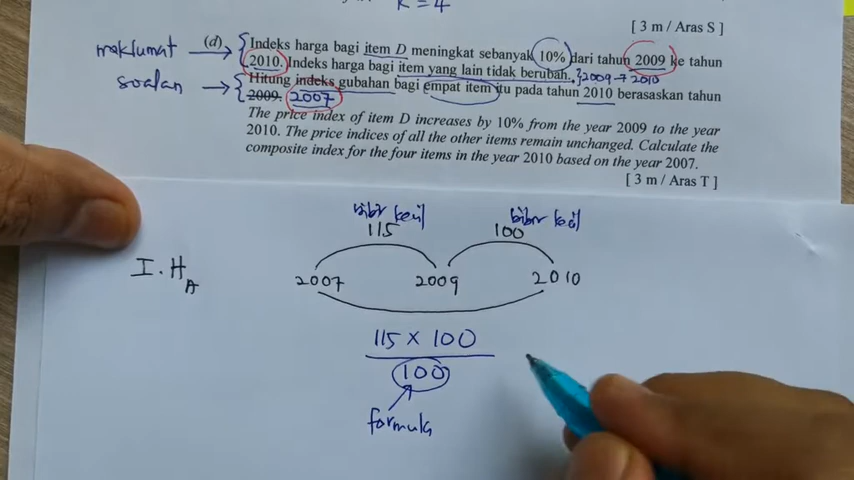 K = 4
[ 3 m / Aras S ]
maklumat (d) Indeks harga bagi item D meningkat sebanyak 10% dari tahun 2009 ke tahun
2010. Indeks harga bagi item yang lain tidak berubah. }2009→2010
soalan Hitung indeks gubahan bagi empat item itu pada tahun 2010 berasaskan tahun
2009. 2007
The price index of item D increases by 10% from the year 2009 to the year
2010. The price indices of all the other items remain unchanged. Calculate the
composite index for the four items in the year 2010 based on the year 2007.
[ 3 m / Aras T ]
bibir kecil bibir kecil
115 100
I.H_A 2007 2009 2010
115 × 100
100
formula